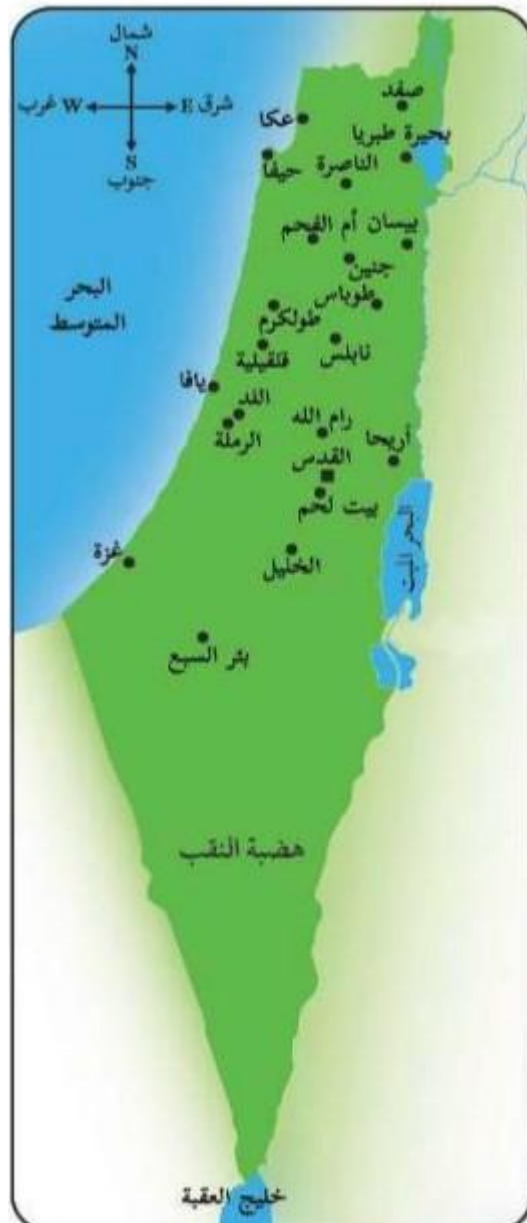 شمال
N
غرب W E شرق
S
جنوب
صفد
عكا
بحيرة طبريا
حيفا
الناصرة
بيسان
أم الفحم
جنين
طوباس
طولكرم
نابلس
قلقيلية
البحر
المتوسط
يافا
اللد
الرملة
رام الله
أريحا
القدس
بيت لحم
البحر الميت
الخليل
غزة
بئر السبع
هضبة النقب
خليج العقبة